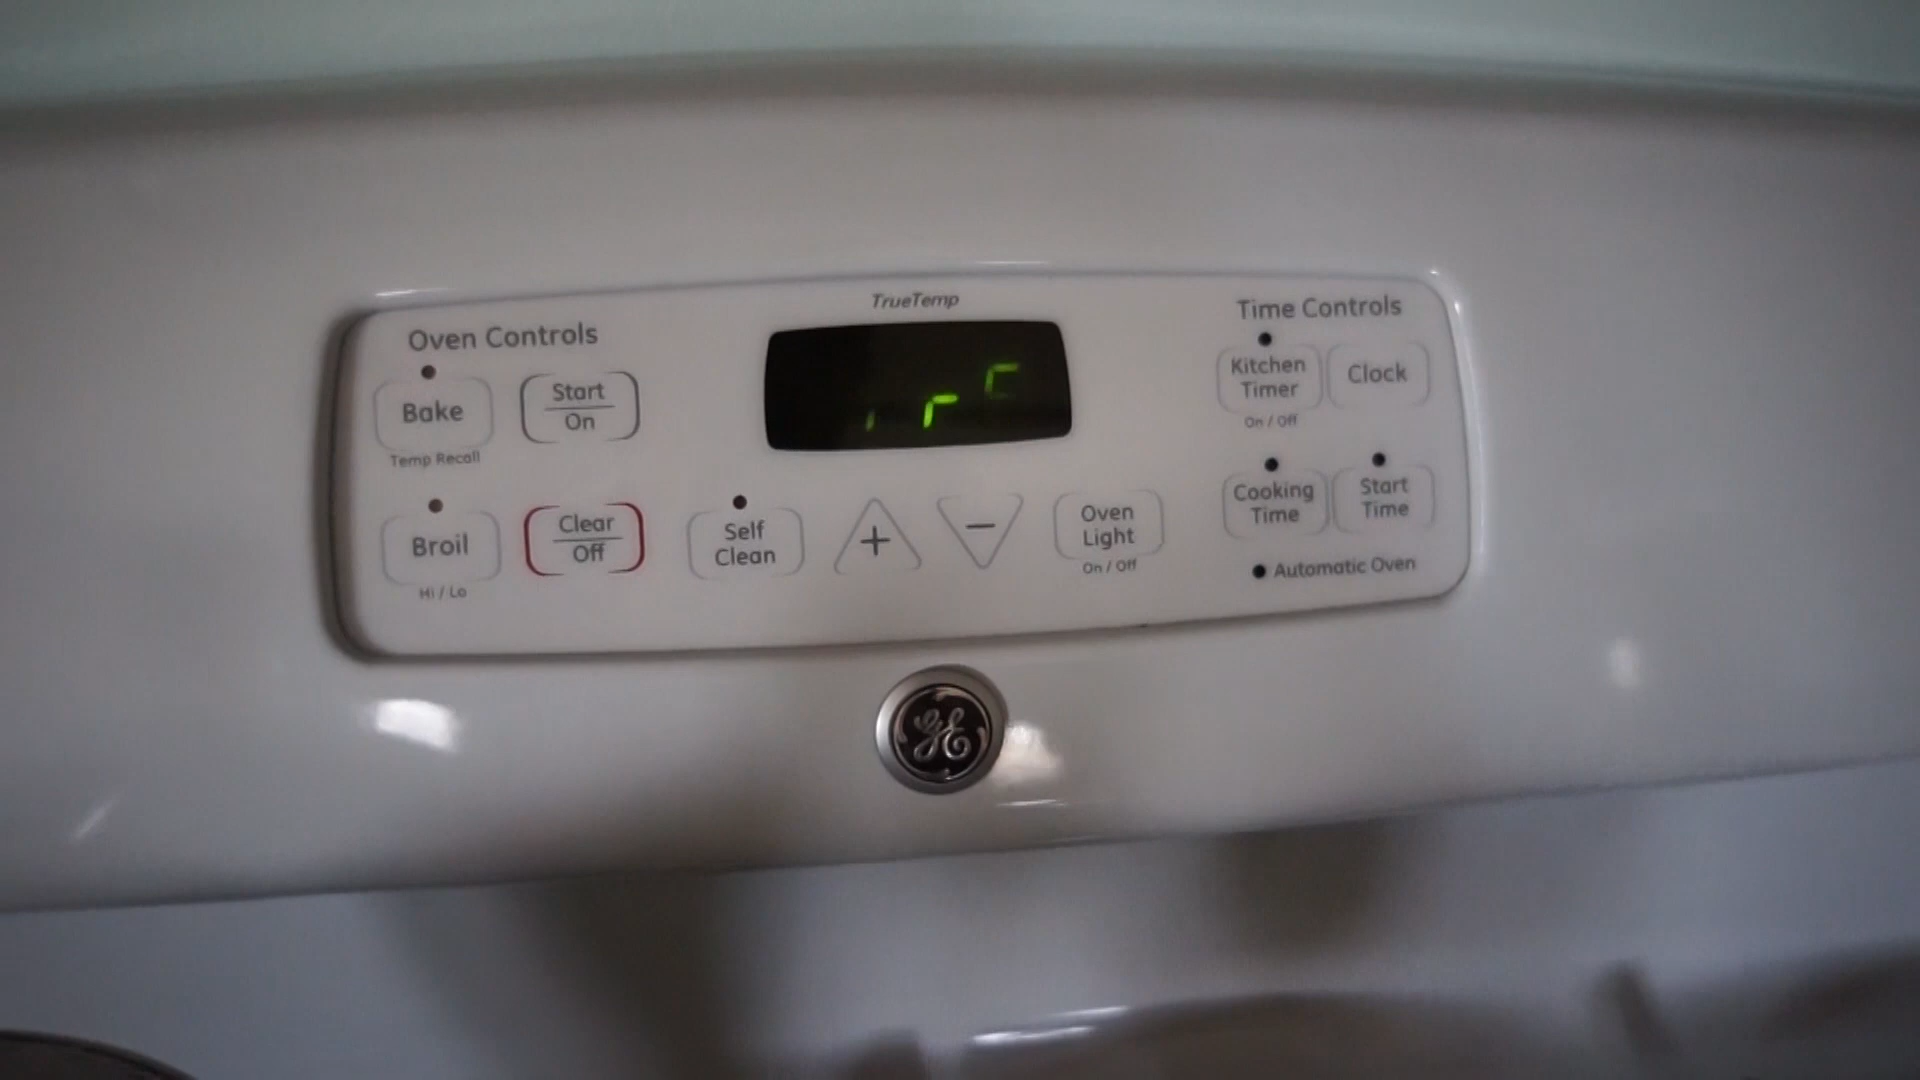 TrueTemp
Oven Controls
Time Controls
Bake
Temp Recall
Start
On
Kitchen
Timer
On / Off
Clock
Broil
Hi / Lo
Clear
Off
Self
Clean
+
−
Oven
Light
On / Off
Cooking
Time
Start
Time
Automatic Oven
GE